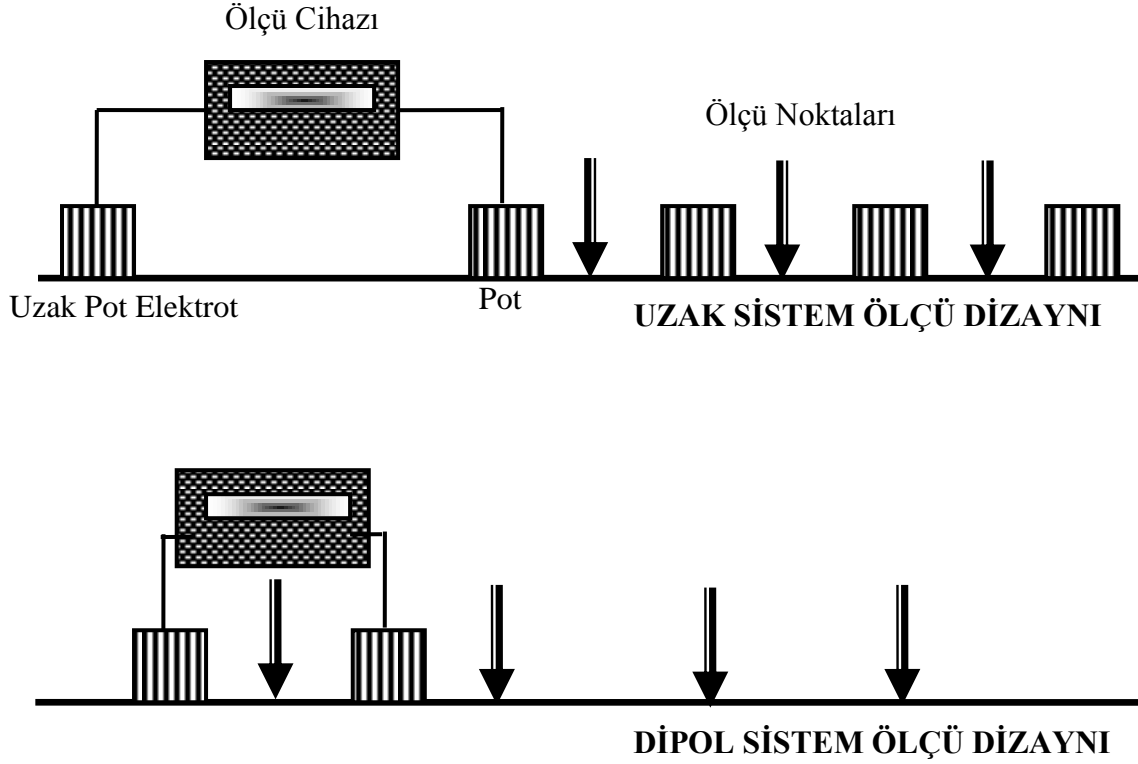 Ölçü Cihazı
Ölçü Noktaları
Uzak Pot Elektrot
Pot
UZAK SİSTEM ÖLÇÜ DİZAYNI
DİPOL SİSTEM ÖLÇÜ DİZAYNI